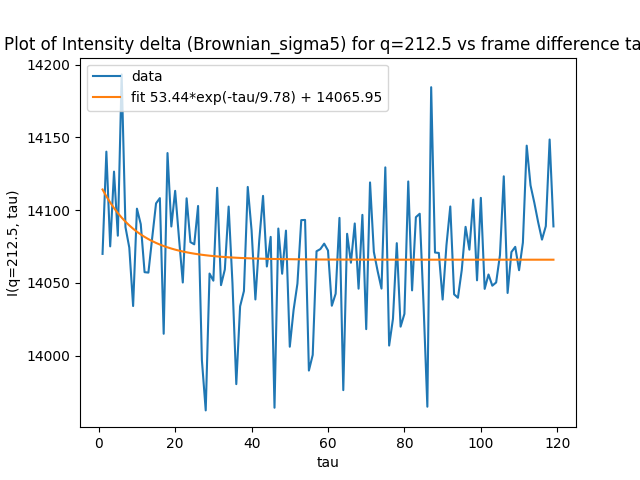 Plot of Intensity delta (Brownian_sigma5) for q=212.5 vs frame difference ta
14200
14150
14100
14050
14000
I(q=212.5, tau)
data
fit 53.44*exp(-tau/9.78) + 14065.95
0 20 40 60 80 100 120
tau